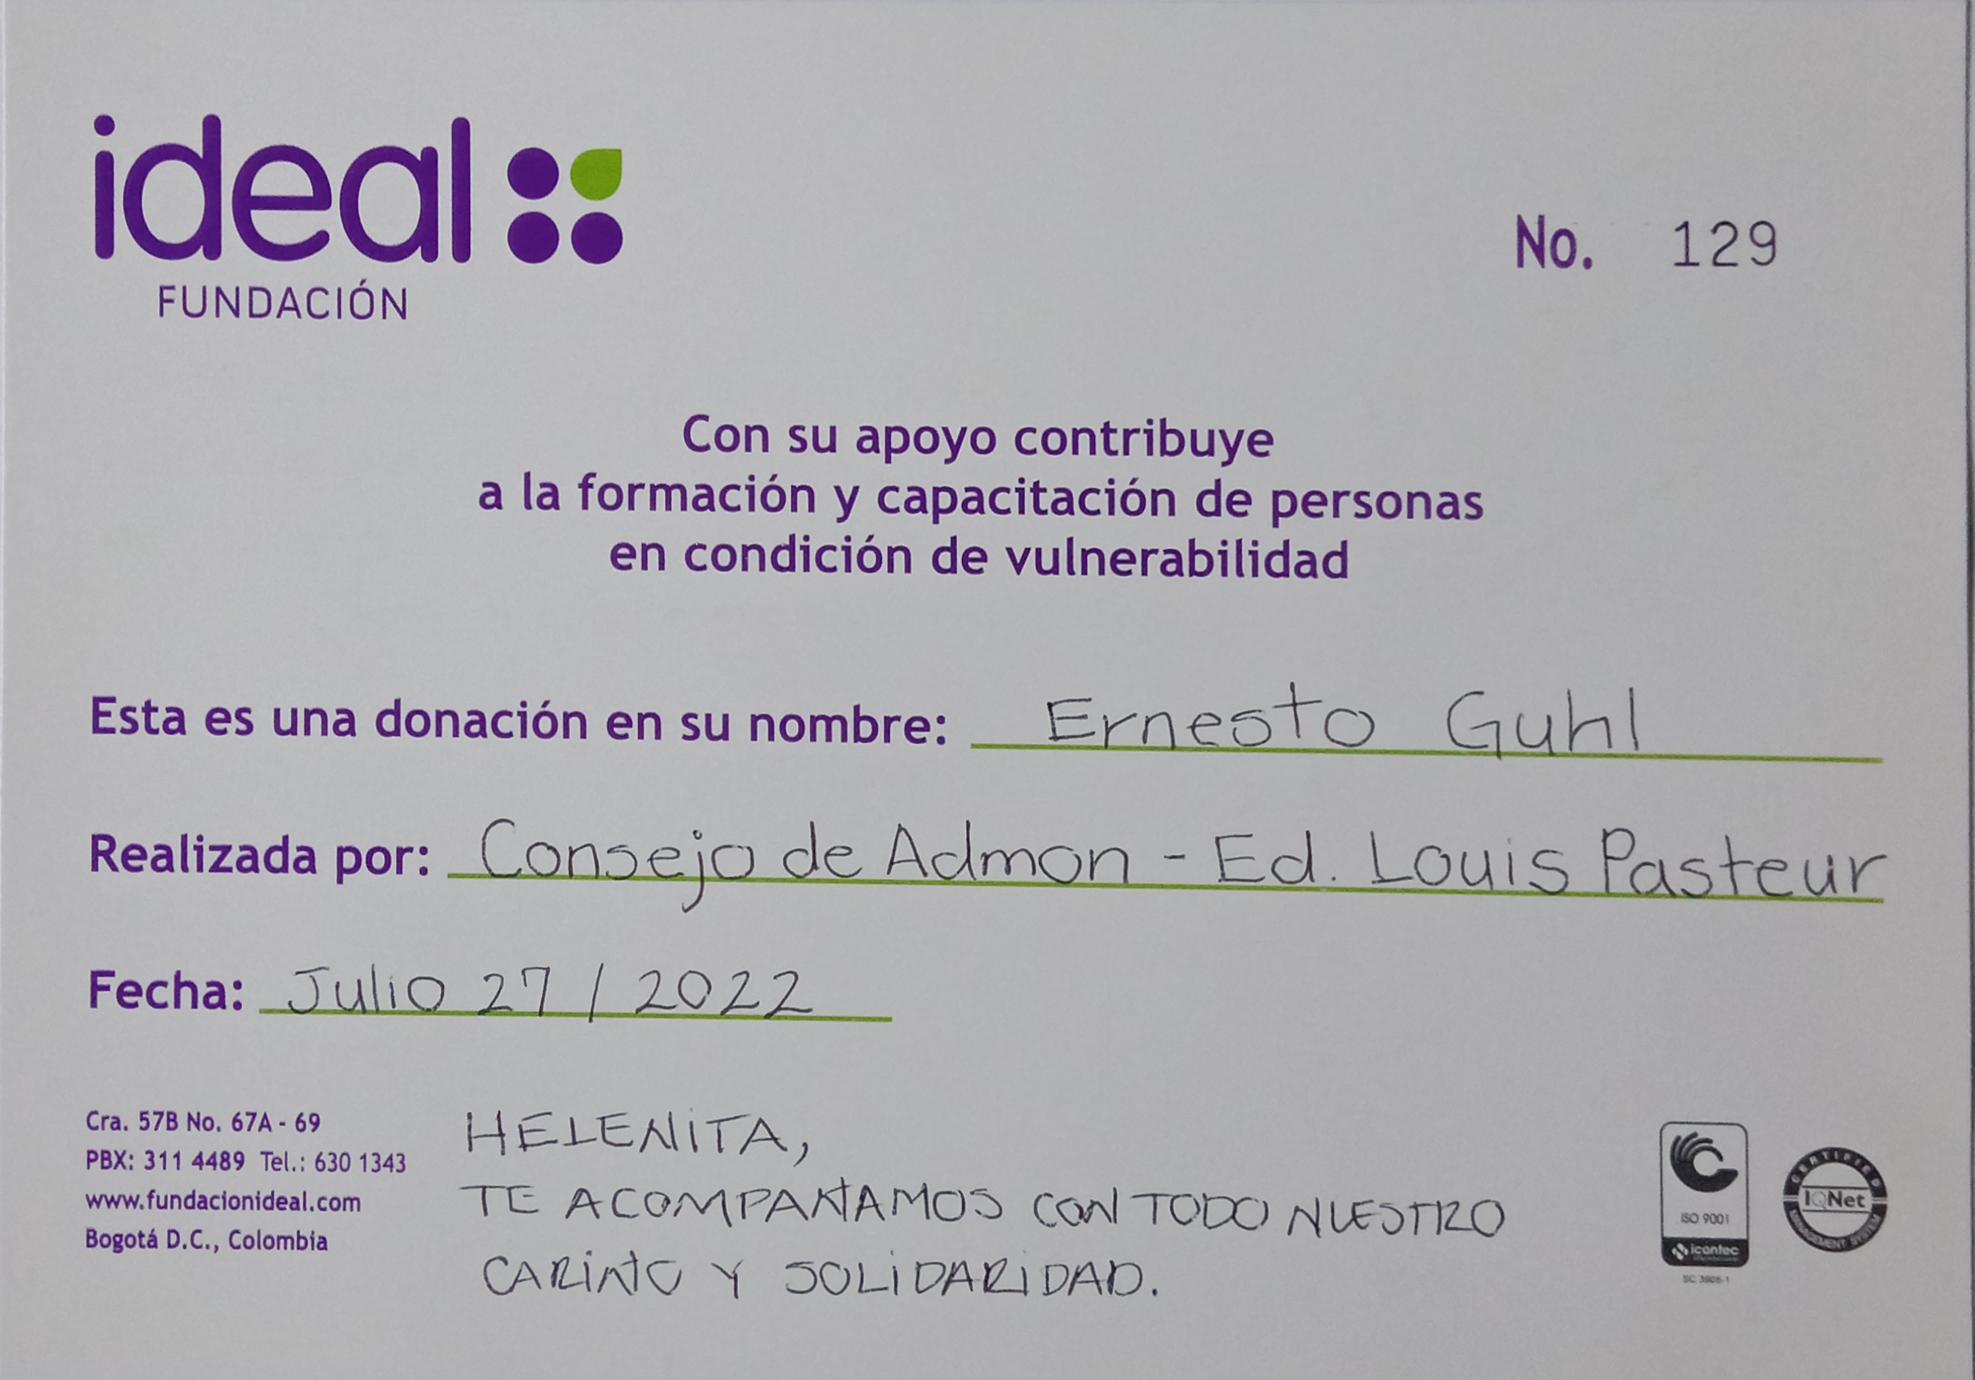 ideal
FUNDACIÓN
No. 129
Con su apoyo contribuye
a la formación y capacitación de personas
en condición de vulnerabilidad
Esta es una donación en su nombre: Ernesto Guhl
Realizada por: Consejo de Admon - Ed. Louis Pasteur
Fecha: Julio 27 / 2022
Cra. 57B No. 67A - 69
PBX: 311 4489 Tel.: 630 1343
www.fundacionideal.com
Bogotá D.C., Colombia
HELENITA,
TE ACOMPAÑAMOS CON TODO NUESTRO
CARIÑO Y SOLIDARIDAD.
ISO 9001
icontec
CERTIFIED
IQNet
MANAGEMENT SYSTEM